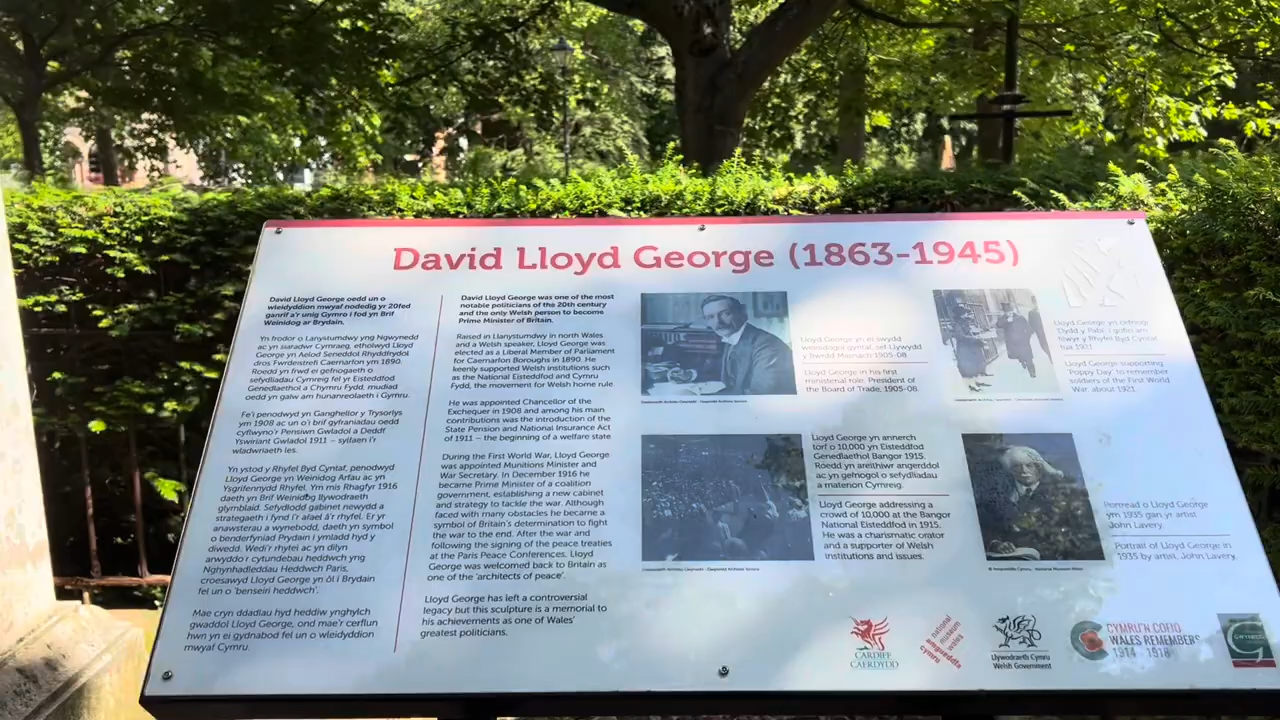 David Lloyd George (1863-1945)
David Lloyd George oedd un o
wleidyddion mwyaf nodedig yr 20fed
ganrif a'r unig Gymro i fod yn Brif
Weinidog ar Brydain.
Yn frodor o Lanystumdwy yng Ngwynedd
ac yn siaradwr Cymraeg, etholwyd Lloyd
George yn Aelod Seneddol Rhyddfrydol
dros Fwrdeistrefi Caernarfon ym 1890.
Roedd yn frwd ei gefnogaeth o
sefydliadau Cymreig fel yr Eisteddfod
Genedlaethol a Chymru Fydd, mudiad
oedd yn galw am hunanreolaeth i Gymru.
Fe'i penodwyd yn Ganghellor y Trysorlys
ym 1908 ac un o'i brif gyfraniadau oedd
cyflwyno'r Pensiwn Gwladol a Deddf
Yswiriant Gwladol 1911 – sylfaen i'r
wladwriaeth les.
Yn ystod y Rhyfel Byd Cyntaf, penodwyd
Lloyd George yn Weinidog Arfau ac yn
Ysgrifennydd Rhyfel. Ym mis Rhagfyr 1916
daeth yn Brif Weinidog llywodraeth
glymblaid. Sefydlodd gabinet newydd a
strategaeth i fynd i'r afael â'r rhyfel. Er yr
anawsterau a wynebodd, daeth yn symbol
o benderfyniad Prydain i ymladd hyd y
diwedd. Wedi'r rhyfel ac yn dilyn
arwyddo'r cytundebau heddwch yng
Nghynhadleddau Heddwch Paris,
croesawyd Lloyd George yn ôl i Brydain
fel un o 'benseiri heddwch'.
Mae cryn ddadlau hyd heddiw ynghylch
gwaddol Lloyd George, ond mae'r cerflun
hwn yn ei gydnabod fel un o wleidyddion
mwyaf Cymru.
David Lloyd George was one of the most
notable politicians of the 20th century
and the only Welsh person to become
Prime Minister of Britain.
Raised in Llanystumdwy in north Wales
and a Welsh speaker, Lloyd George was
elected as a Liberal Member of Parliament
for Caernarfon Boroughs in 1890. He
keenly supported Welsh institutions such
as the National Eisteddfod and Cymru
Fydd, the movement for Welsh home rule
He was appointed Chancellor of the
Exchequer in 1908 and among his main
contributions was the introduction of the
State Pension and National Insurance Act
of 1911 – the beginning of a welfare state
During the First World War, Lloyd George
was appointed Munitions Minister and
War Secretary. In December 1916 he
became Prime Minister of a coalition
government, establishing a new cabinet
and strategy to tackle the war. Although
faced with many obstacles he became a
symbol of Britain's determination to fight
the war to the end. After the war and
following the signing of the peace treaties
at the Paris Peace Conferences, Lloyd
George was welcomed back to Britain as
one of the 'architects of peace'.
Lloyd George has left a controversial
legacy but this sculpture is a memorial to
his achievements as one of Wales'
greatest politicians.
Lloyd George yn ei swydd
weinidogol gyntaf, sef Llywydd
y Bwrdd Masnach 1905-08.
Lloyd George in his first
ministerial role, President of
the Board of Trade, 1905-08.
Lloyd George yn annerch
torf o 10,000 yn Eisteddfod
Genedlaethol Bangor 1915.
Roedd yn areithiwr angerddol
ac yn gefnogol o sefydliadau
a materion Cymreig.
Lloyd George addressing a
crowd of 10,000 at the Bangor
National Eisteddfod in 1915.
He was a charismatic orator
and a supporter of Welsh
institutions and issues.
Lloyd George yn cefnogi
'Dydd y Pabi' i gofio am
filwyr y Rhyfel Byd Cyntaf,
tua 1921.
Lloyd George supporting
'Poppy Day' to remember
soldiers of the First World
War, about 1921.
Portread o Lloyd George
ym 1935 gan yr artist
John Lavery.
Portrait of Lloyd George in
1935 by artist, John Lavery.
CARDIFF
CAERDYDD
national
museum
wales
amgueddfa
cymru
Llywodraeth Cymru
Welsh Government
CYMRU'N COFIO
WALES REMEMBERS
1914 - 1918
GWYNEDD